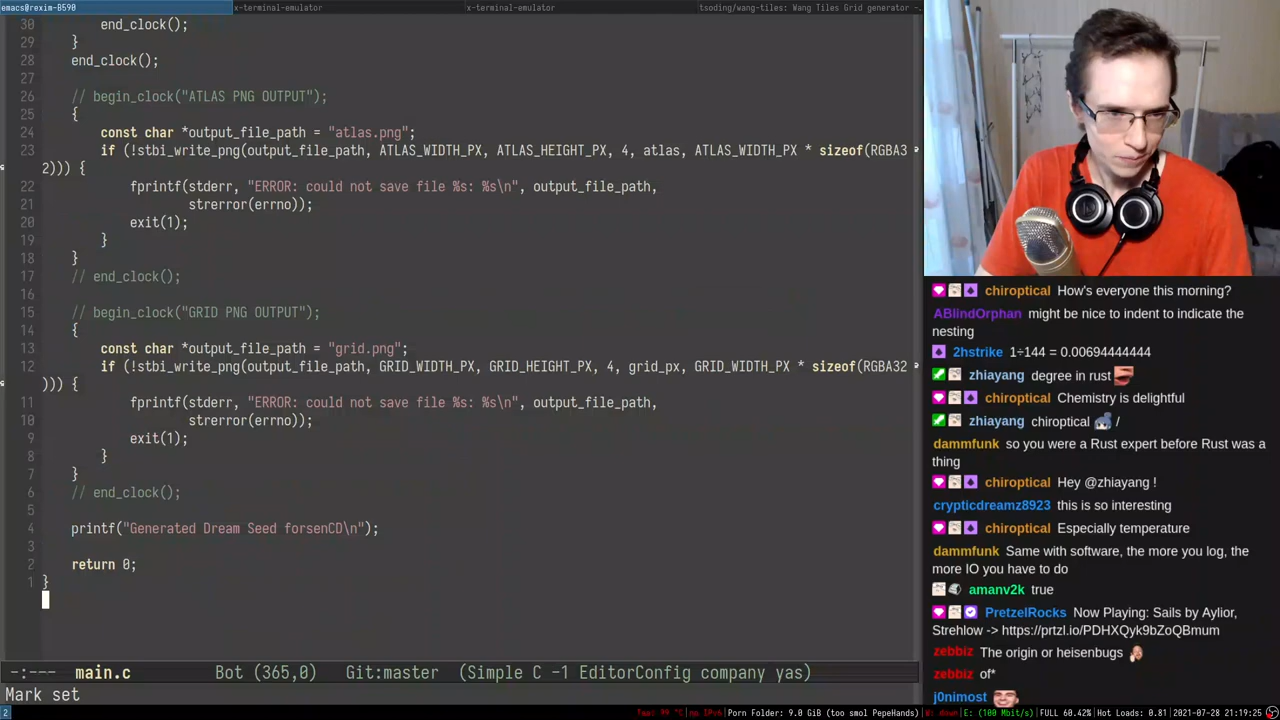 emacs@rexim-B590 x-terminal-emulator x-terminal-emulator tsoding/wang-tiles: Wang Tiles Grid generator -…
30 end_clock();
29 }
28 end_clock();
27
26 // begin_clock("ATLAS PNG OUTPUT");
25 {
24 const char *output_file_path = "atlas.png";
23 if (!stbi_write_png(output_file_path, ATLAS_WIDTH_PX, ATLAS_HEIGHT_PX, 4, atlas, ATLAS_WIDTH_PX * sizeof(RGBA3
2))) {
22 fprintf(stderr, "ERROR: could not save file %s: %s\n", output_file_path,
21 strerror(errno));
20 exit(1);
19 }
18 }
17 // end_clock();
16
15 // begin_clock("GRID PNG OUTPUT");
14 {
13 const char *output_file_path = "grid.png";
12 if (!stbi_write_png(output_file_path, GRID_WIDTH_PX, GRID_HEIGHT_PX, 4, grid_px, GRID_WIDTH_PX * sizeof(RGBA32
))) {
11 fprintf(stderr, "ERROR: could not save file %s: %s\n", output_file_path,
10 strerror(errno));
9 exit(1);
8 }
7 }
6 // end_clock();
5
4 printf("Generated Dream Seed forsenCD\n");
3
2 return 0;
1 }
-:--- main.c Bot (365,0) Git:master (Simple C -1 EditorConfig company yas)
Mark set
chiroptical How's everyone this morning?
ABlindOrphan might be nice to indent to indicate the
nesting
2hstrike 1÷144 = 0.00694444444
zhiayang degree in rust
chiroptical Chemistry is delightful
zhiayang chiroptical /
dammfunk so you were a Rust expert before Rust was a
thing
chiroptical Hey @zhiayang !
crypticdreamz8923 this is so interesting
chiroptical Especially temperature
dammfunk Same with software, the more you log, the
more IO you have to do
amanv2k true
PretzelRocks Now Playing: Sails by Aylior,
Strehlow -> https://prtzl.io/PDHXQyk9bZoQBmum
zebbiz The origin or heisenbugs
zebbiz of*
j0nimost
2 no IPv6 Porn Folder: 9.0 GiB (too smol PepeHands) W: down E: (100 Mbit/s) FULL 60.42% Hot Loads: 0.81 2021-07-28 21:19:25